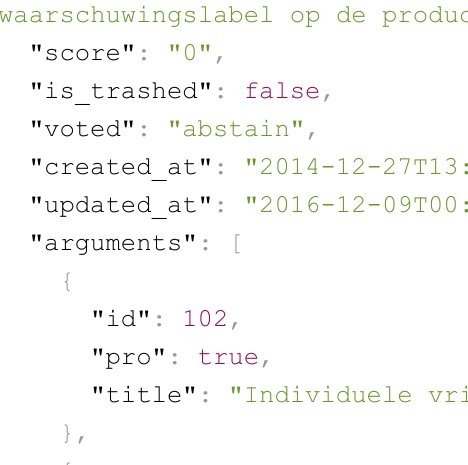 waarschuwingslabel op de produc
"score": "0",
"is_trashed": false,
"voted": "abstain",
"created_at": "2014-12-27T13:
"updated_at": "2016-12-09T00:
"arguments": [
{
"id": 102,
"pro": true,
"title": "Individuele vri
},